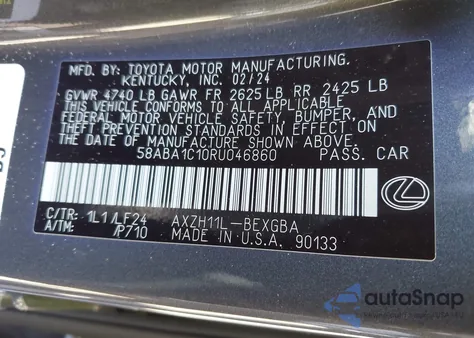 MFD. BY: TOYOTA MOTOR MANUFACTURING.
KENTUCKY, INC. 02/24
GVWR 4740 LB GAWR FR 2625 LB RR 2425 LB
THIS VEHICLE CONFORMS TO ALL APPLICABLE
FEDERAL MOTOR VEHICLE SAFETY, BUMPER, AND
THEFT PREVENTION STANDARDS IN EFFECT ON
THE DATE OF MANUFACTURE SHOWN ABOVE.
58ABA1C10RU046860 PASS. CAR
C/TR: 1L1/LF24 AXZH11L-BEXGBA
A/TM: /P710 MADE IN U.S.A. 90133
autoSnap